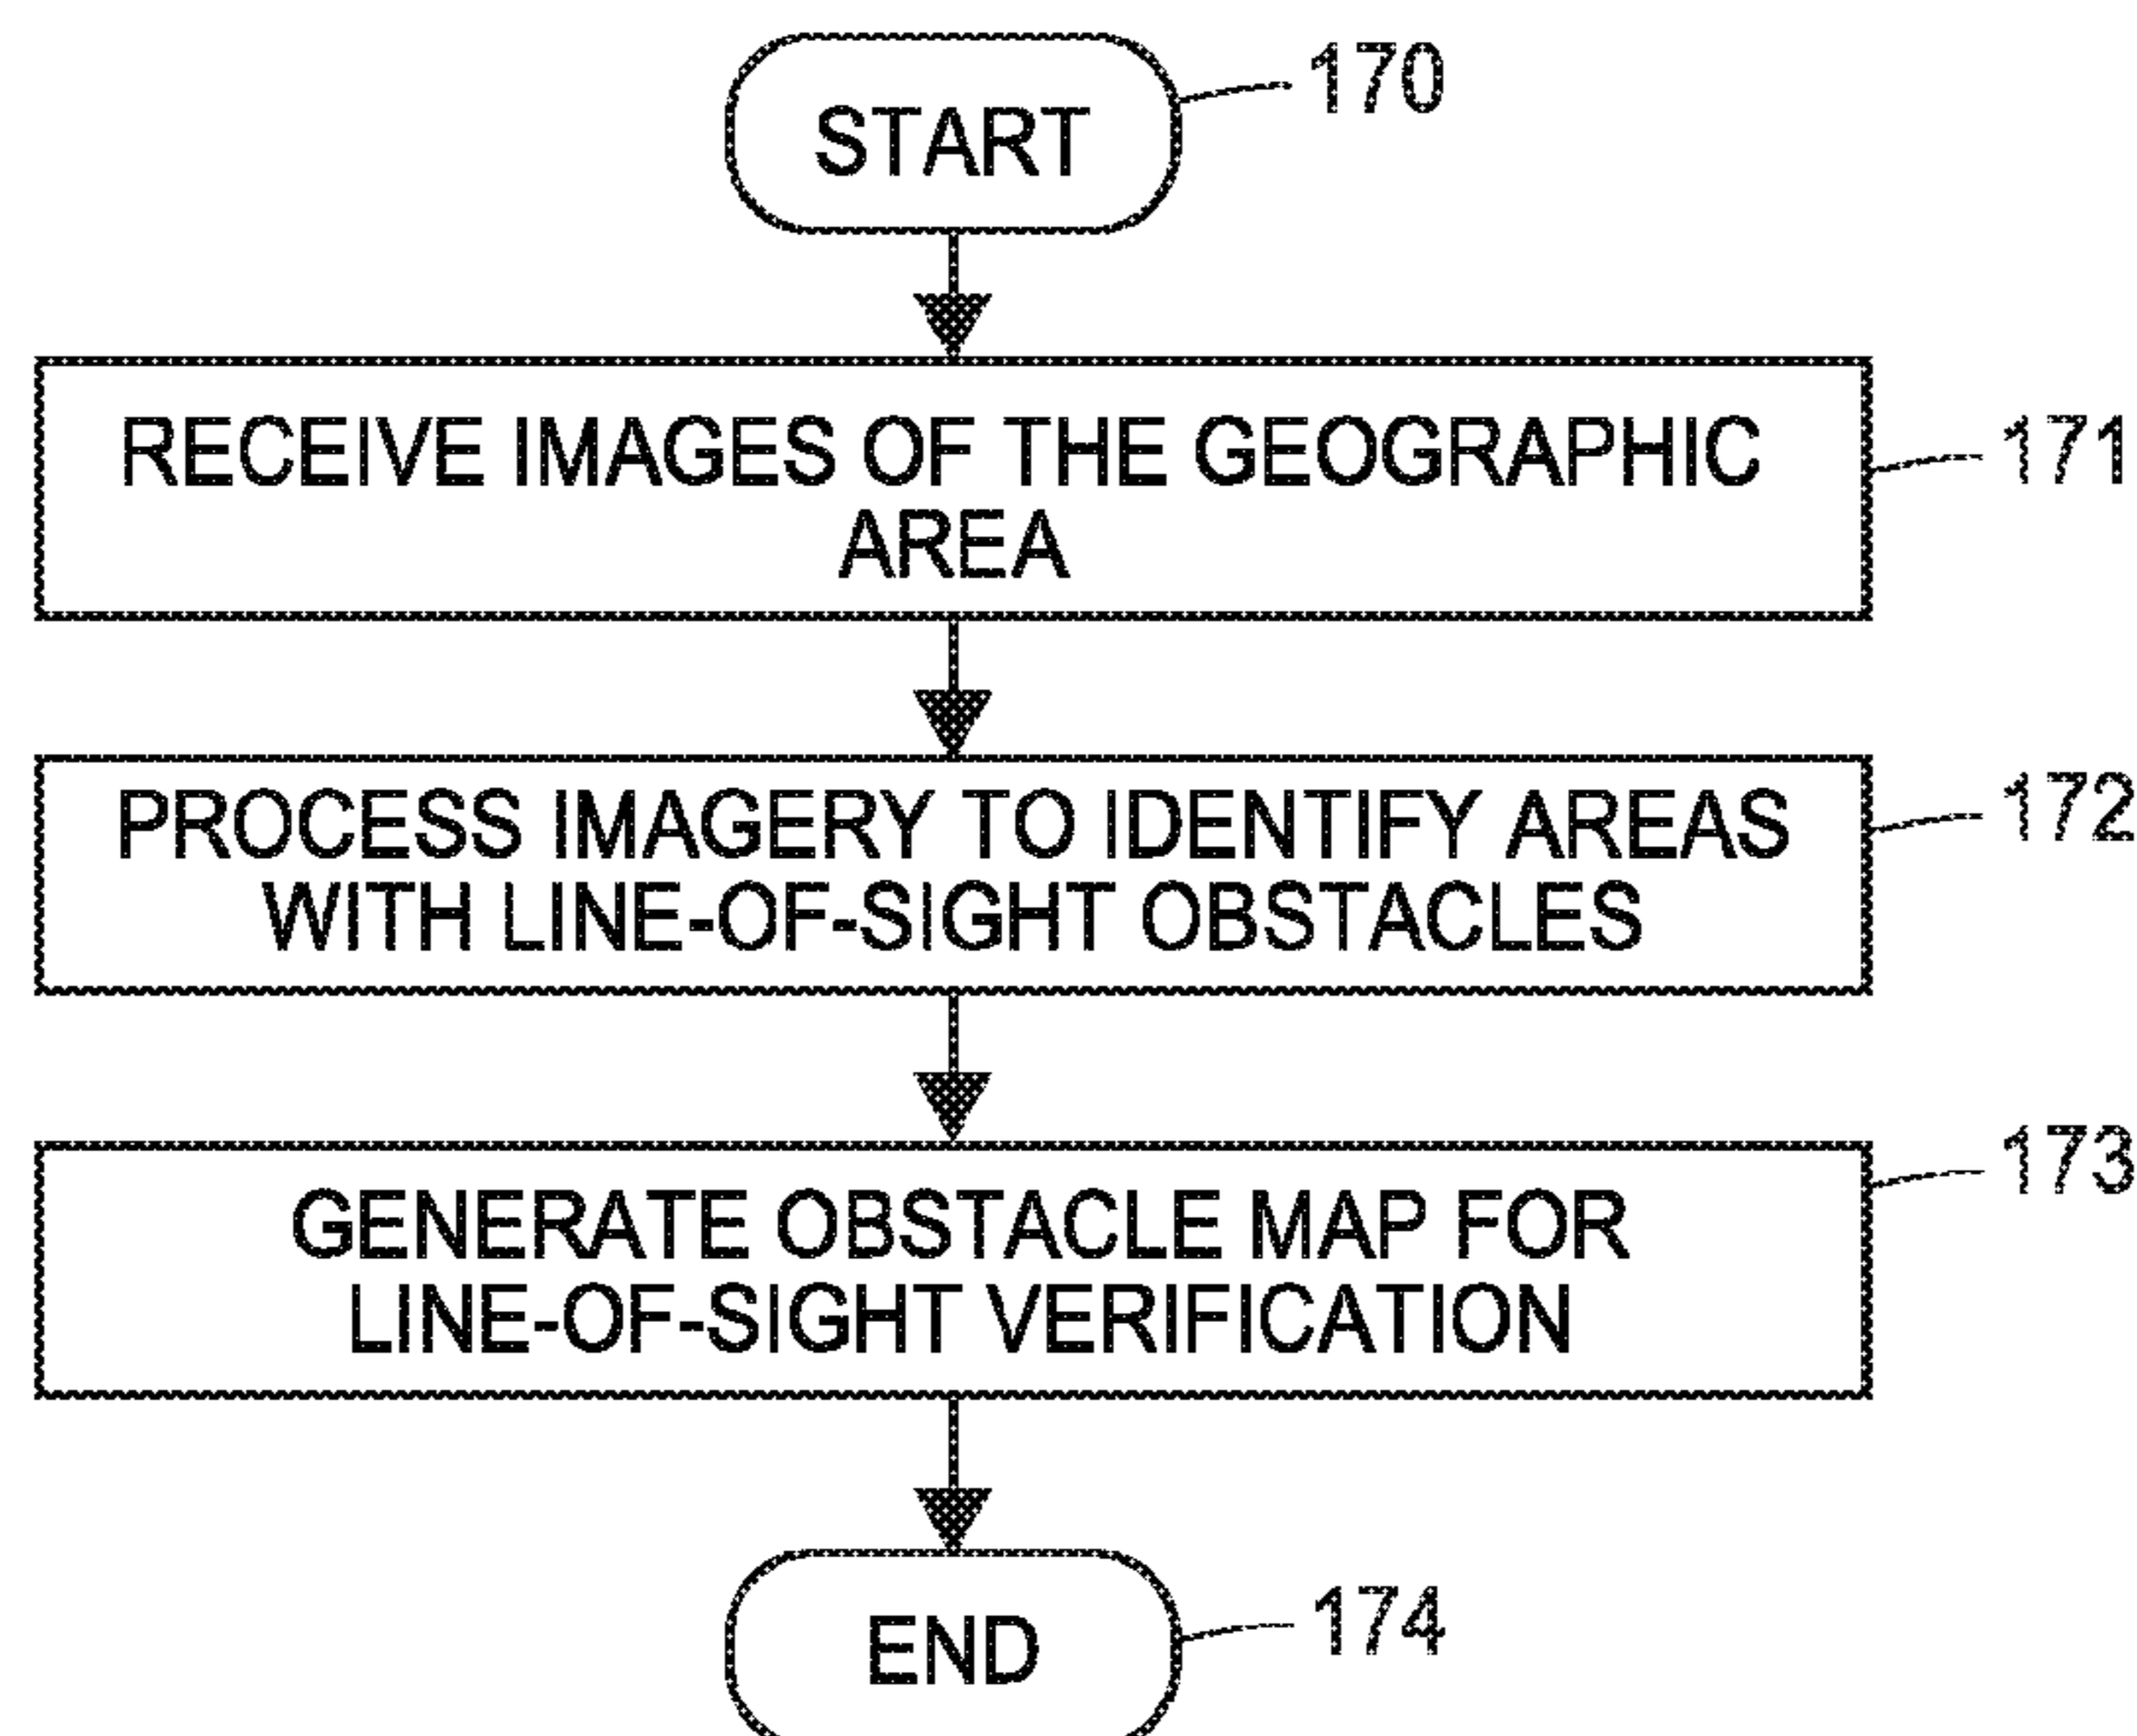 START
170
RECEIVE IMAGES OF THE GEOGRAPHIC
AREA
171
PROCESS IMAGERY TO IDENTIFY AREAS
WITH LINE-OF-SIGHT OBSTACLES
172
GENERATE OBSTACLE MAP FOR
LINE-OF-SIGHT VERIFICATION
173
END
174